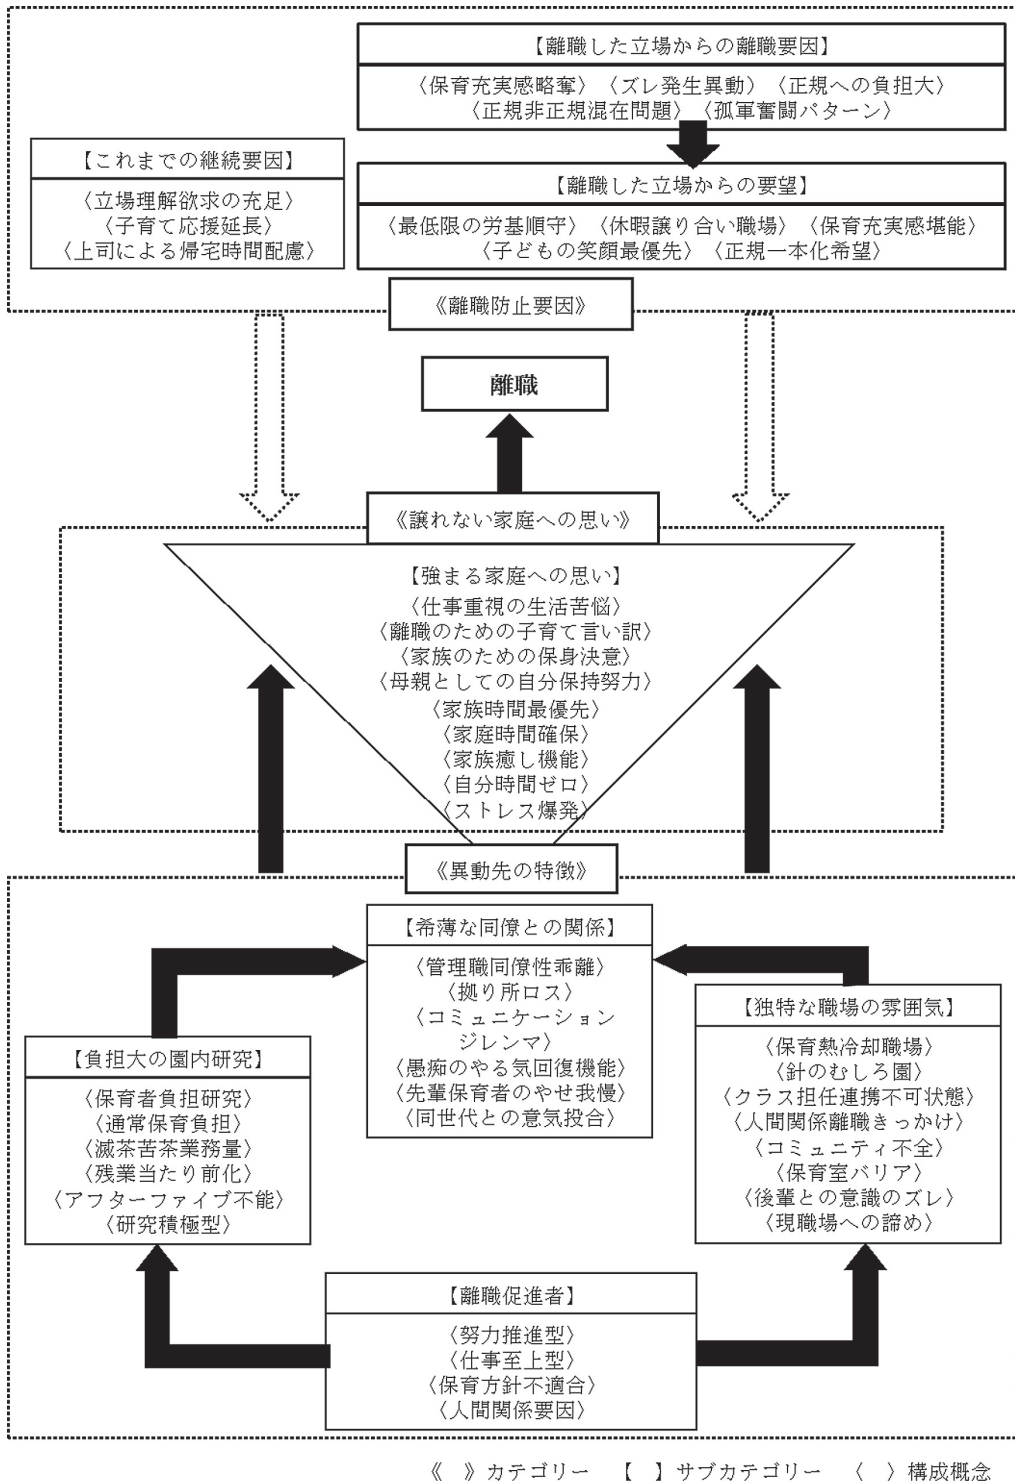 【離職した立場からの離職要因】
〈保育充実感略奪〉〈ズレ発生異動〉〈正規への負担大〉
〈正規非正規混在問題〉〈孤軍奮闘パターン〉
【これまでの継続要因】
〈立場理解欲求の充足〉
〈子育て応援延長〉
〈上司による帰宅時間配慮〉
【離職した立場からの要望】
〈最低限の労基順守〉〈休暇譲り合い職場〉〈保育充実感堪能〉
〈子どもの笑顔最優先〉〈正規一本化希望〉
《離職防止要因》
離職
《譲れない家庭への思い》
【強まる家庭への思い】
〈仕事重視の生活苦悩〉
〈離職のための子育て言い訳〉
〈家族のための保身決意〉
〈母親としての自分保持努力〉
〈家族時間最優先〉
〈家庭時間確保〉
〈家族癒し機能〉
〈自分時間ゼロ〉
〈ストレス爆発〉
《異動先の特徴》
【希薄な同僚との関係】
〈管理職同僚性乖離〉
〈拠り所ロス〉
〈コミュニケーション
ジレンマ〉
〈愚痴のやる気回復機能〉
〈先輩保育者のやせ我慢〉
〈同世代との意気投合〉
【負担大の園内研究】
〈保育者負担研究〉
〈通常保育負担〉
〈滅茶苦茶業務量〉
〈残業当たり前化〉
〈アフターファイブ不能〉
〈研究積極型〉
【独特な職場の雰囲気】
〈保育熱冷却職場〉
〈針のむしろ園〉
〈クラス担任連携不可状態〉
〈人間関係離職きっかけ〉
〈コミュニティ不全〉
〈保育室バリア〉
〈後輩との意識のズレ〉
〈現職場への諦め〉
【離職促進者】
〈努力推進型〉
〈仕事至上型〉
〈保育方針不適合〉
〈人間関係要因〉
《　》カテゴリー　【　】サブカテゴリー　〈　〉構成概念